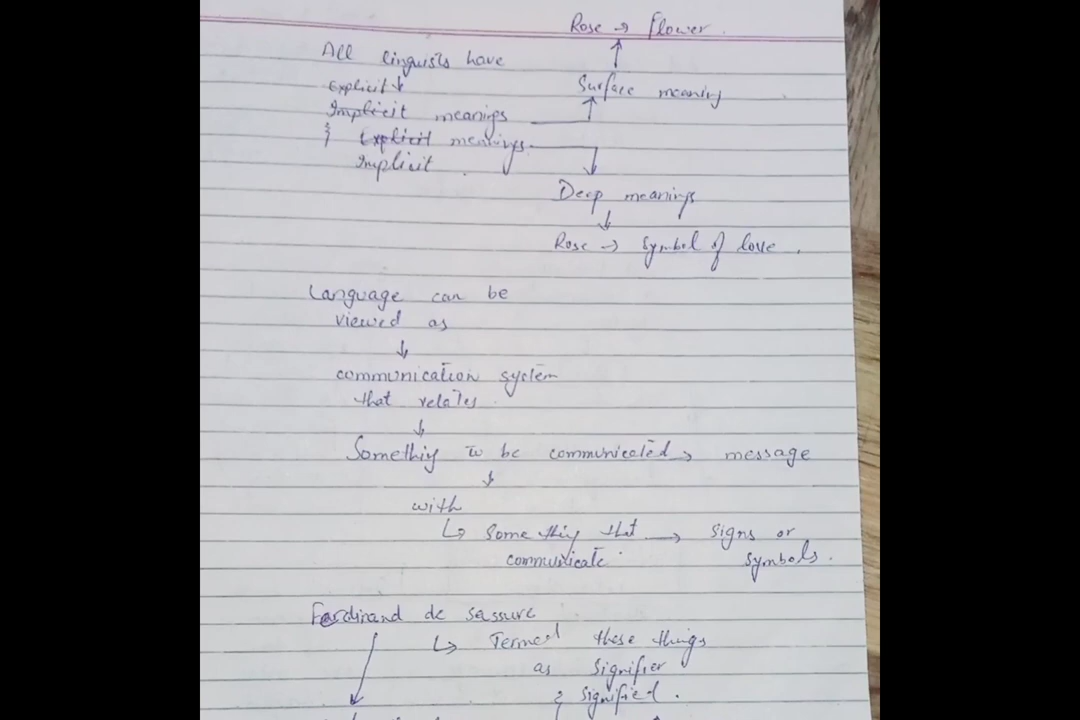 Rose → flower.
All linguists have
Explicit ↓
Implicit meanings
Surface meaning
& Explicit meanings.
Implicit
Deep meanings
↓
Rose → Symbol of love.
Language can be
viewed as
↓
communication system
that relates
↓
Something to be communicated → message
↓
with
↳ Something that → signs or
communicate symbols.
Ferdinand de sassure
↳ Termed these things
as signifier
& signified.